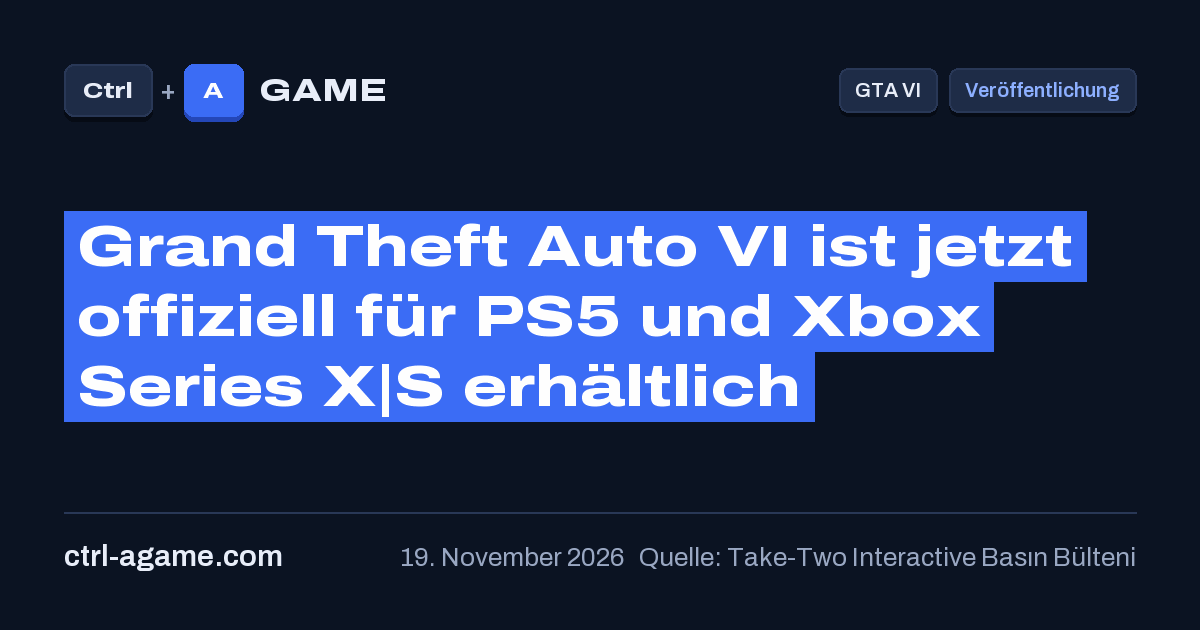 Ctrl + A GAME
GTA VI Veröffentlichung
Grand Theft Auto VI ist jetzt
offiziell für PS5 und Xbox
Series X|S erhältlich
ctrl-agame.com
19. November 2026 Quelle: Take-Two Interactive Basın Bülteni